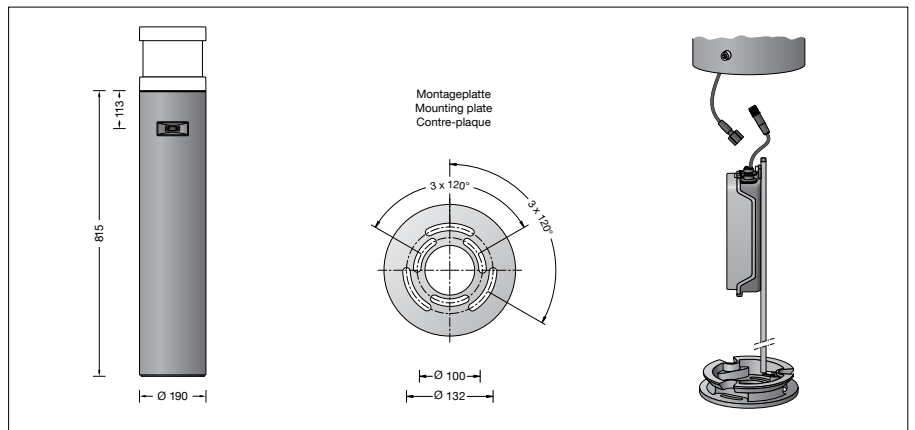 113
815
Ø 190
Montageplatte
Mounting plate
Contre-plaque
3 x 120°
3 x 120°
Ø 100
Ø 132